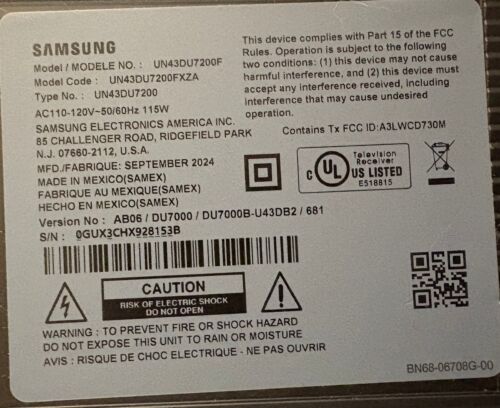 SAMSUNG
Model / MODELE NO. : UN43DU7200F
Model Code : UN43DU7200FXZA
Type No. : UN43DU7200
AC110-120V~50/60Hz 115W
SAMSUNG ELECTRONICS AMERICA INC.
85 CHALLENGER ROAD, RIDGEFIELD PARK
N.J. 07660-2112, U.S.A.
MFD./FABRIQUE: SEPTEMBER 2024
MADE IN MEXICO(SAMEX)
FABRIQUE AU MEXIQUE(SAMEX)
HECHO EN MEXICO(SAMEX)
Version No : AB06 / DU7000 / DU7000B-U43DB2 / 681
S/N : 0GUX3CHX928153B
CAUTION
RISK OF ELECTRIC SHOCK
DO NOT OPEN
WARNING : TO PREVENT FIRE OR SHOCK HAZARD
DO NOT EXPOSE THIS UNIT TO RAIN OR MOISTURE
AVIS : RISQUE DE CHOC ELECTRIQUE - NE PAS OUVRIR
This device complies with Part 15 of the FCC
Rules. Operation is subject to the following
two conditions: (1) this device may not cause
harmful interference, and (2) this device must
accept any interference received, including
interference that may cause undesired
operation.
Contains Tx FCC ID:A3LWCD730M
C UL US LISTED
Television
Receiver
E518815
BN68-06708G-00